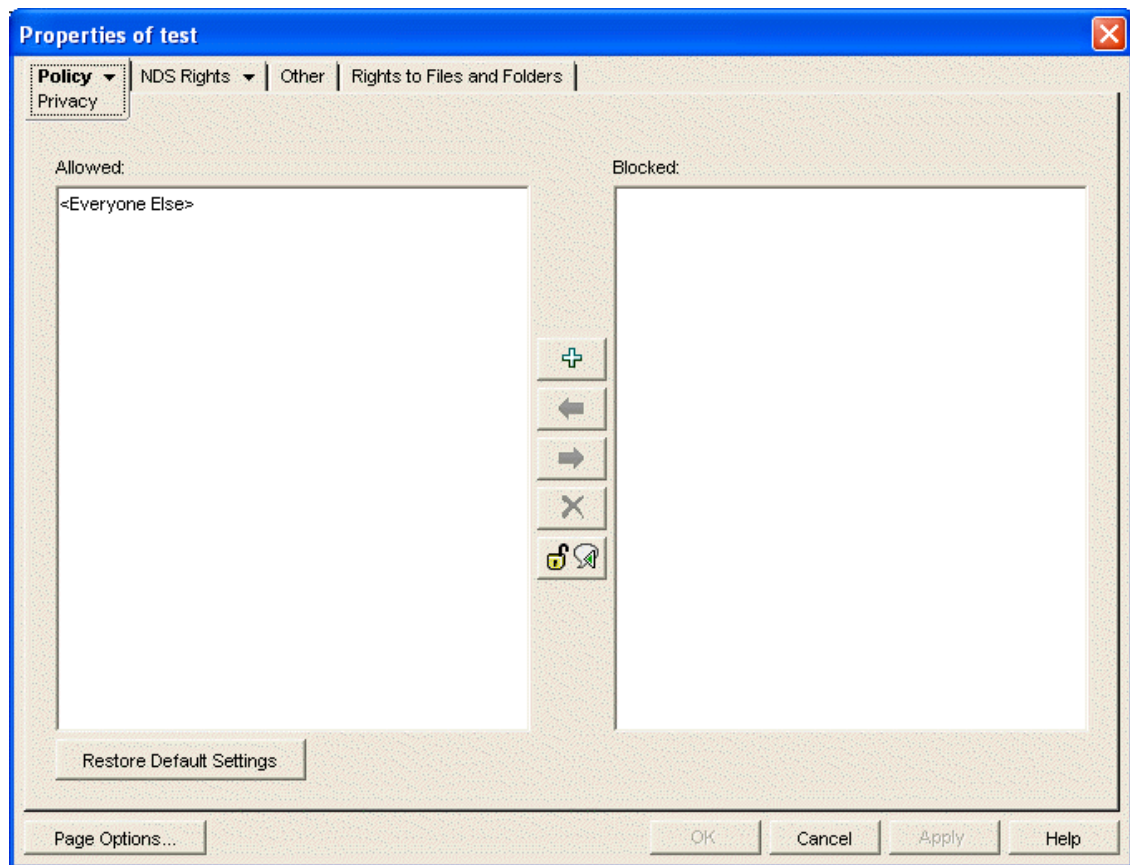 Properties of test
Policy NDS Rights Other Rights to Files and Folders
Privacy
Allowed: Blocked:
<Everyone Else>
Restore Default Settings
Page Options... OK Cancel Apply Help